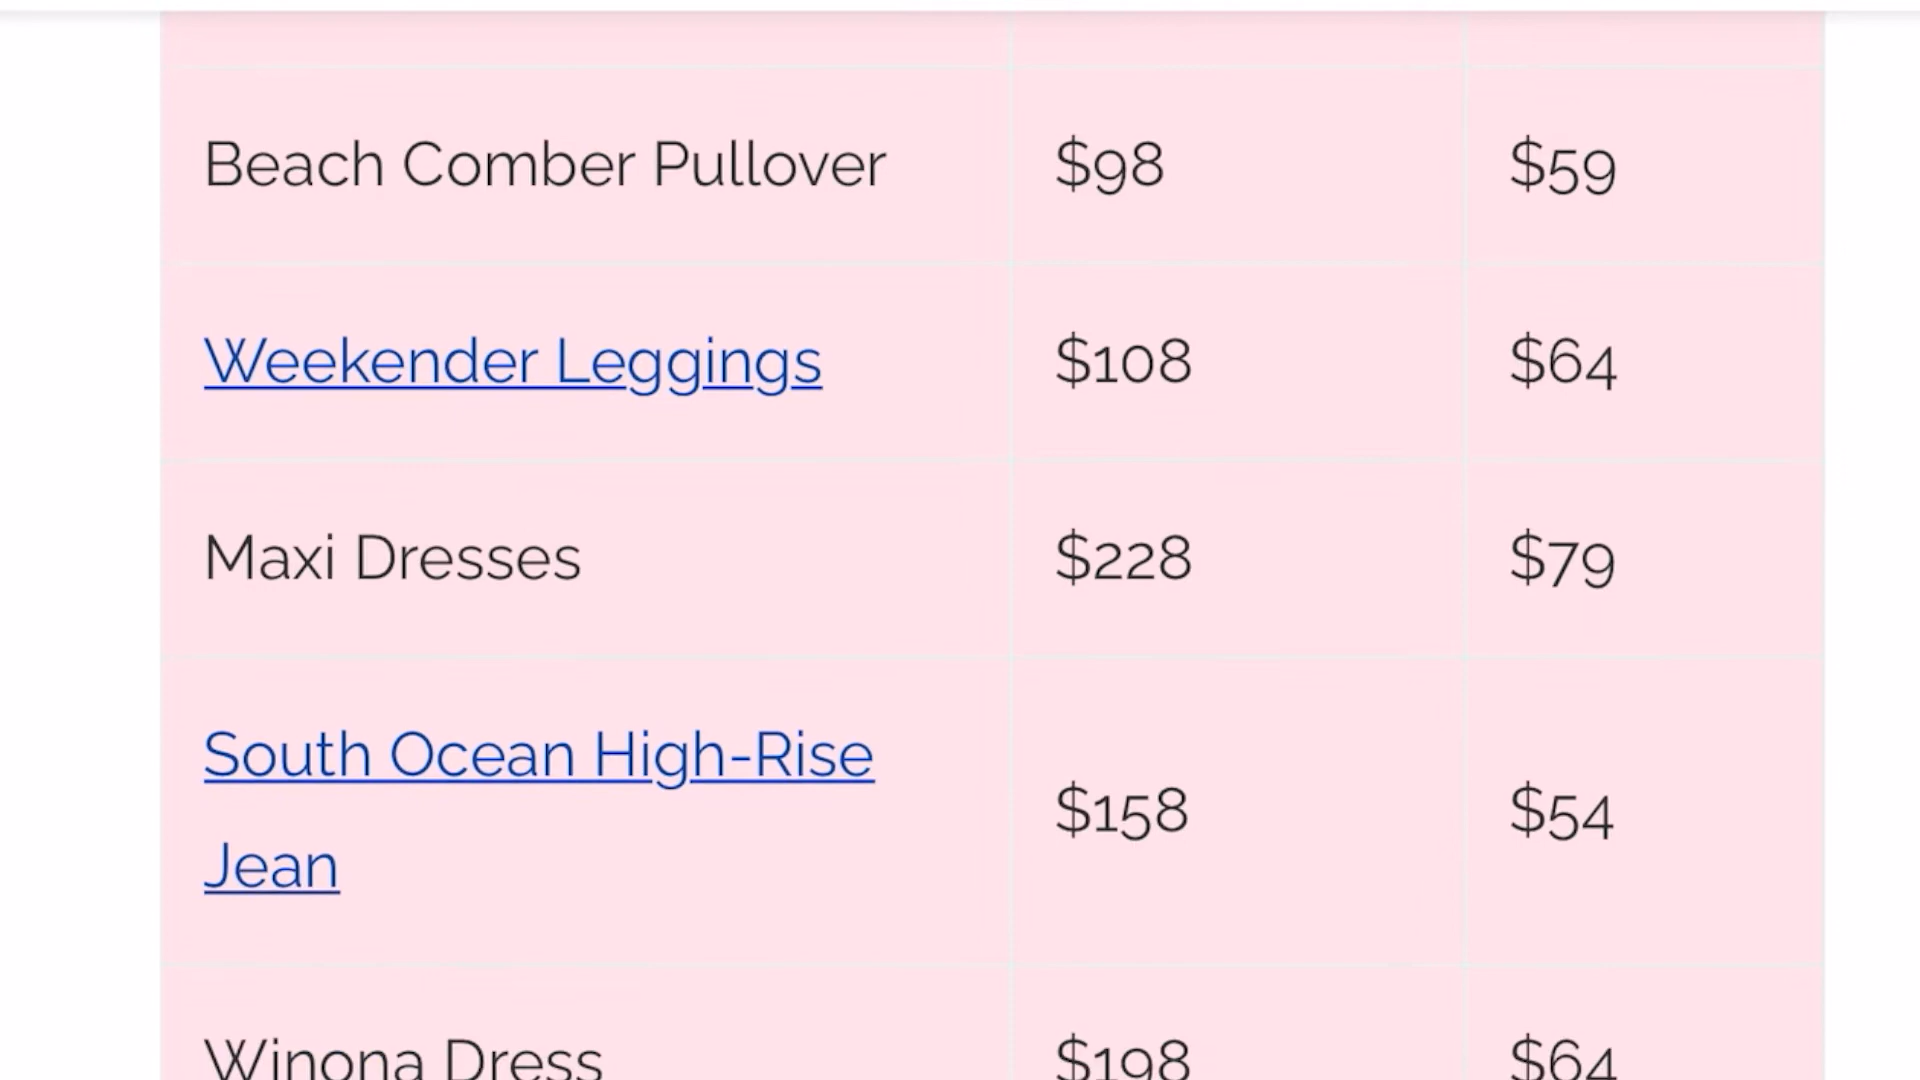 Beach Comber Pullover $98 $59
Weekender Leggings $108 $64
Maxi Dresses $228 $79
South Ocean High-Rise
Jean $158 $54
Winona Dress $198 $64